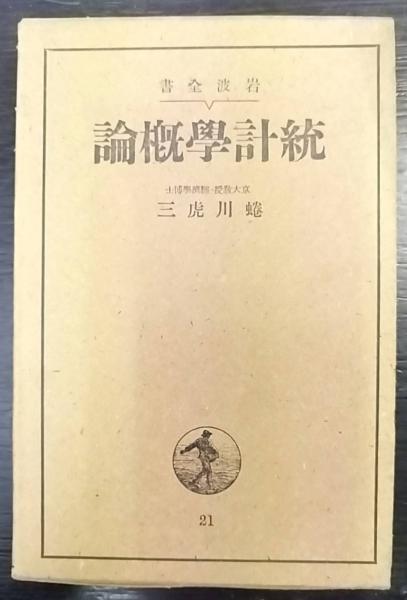 岩波全書
統計學概論
京大教授・經濟學博士
蜷川虎三
21